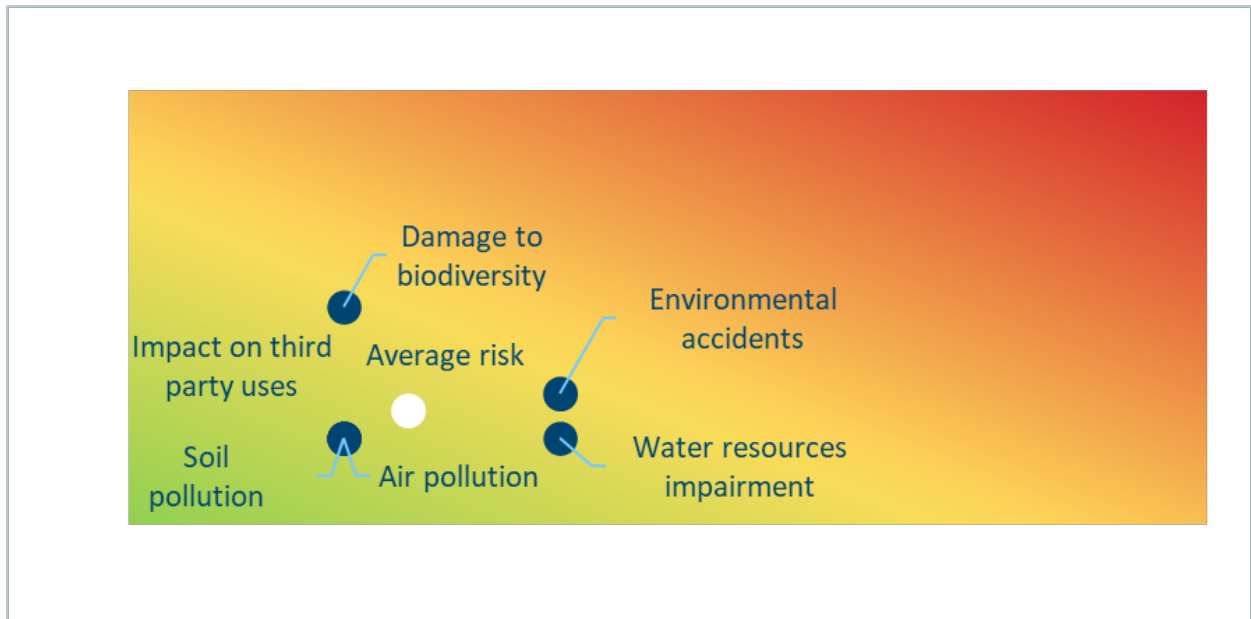 Damage to
biodiversity
Environmental
accidents
Impact on third
party uses
Average risk
Soil
pollution
Air pollution
Water resources
impairment